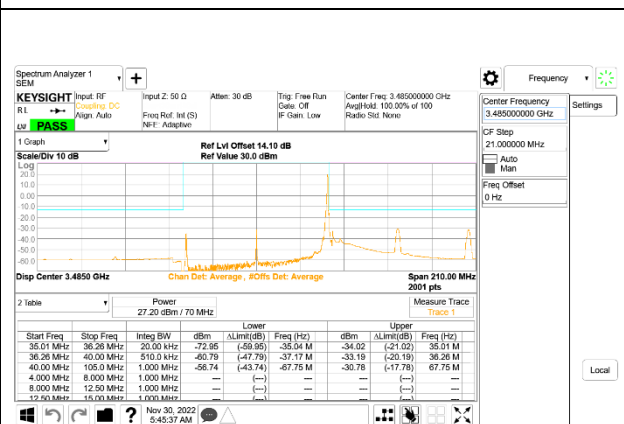 Spectrum Analyzer 1
SEM
Frequency
KEYSIGHT
Input: RF
Coupling: DC
Align: Auto
Input Z: 50 Ω
Freq Ref: Int (S)
NFE: Adaptive
Atten: 30 dB
Trig: Free Run
Gate: Off
IF Gain: Low
Center Freq: 3.485000000 GHz
Avg|Hold: 100.00% of 100
Radio Std: None
R L
PASS
Center Frequency
3.485000000 GHz
Settings
CF Step
21.000000 MHz
Auto
Man
Freq Offset
0 Hz
Local
1 Graph
Scale/Div 10 dB
Ref Lvl Offset 14.10 dB
Ref Value 30.0 dBm
Log
20.0
10.0
0.00
-10.0
-20.0
-30.0
-40.0
-50.0
-60.0
Disp Center 3.4850 GHz
Chan Det: Average, #Offs Det: Average
Span 210.00 MHz
2001 pts
2 Table
Power
27.20 dBm / 70 MHz
Measure Trace
Trace 1
Lower Upper
Start Freq Stop Freq Integ BW dBm ΔLimit(dB) Freq (Hz) dBm ΔLimit(dB) Freq (Hz)
35.01 MHz 36.26 MHz 20.00 kHz -72.95 (-59.95) -35.04 M -34.02 (-21.02) 35.01 M
36.26 MHz 40.00 MHz 510.0 kHz -60.79 (-47.79) -37.17 M -33.19 (-20.19) 36.26 M
40.00 MHz 105.0 MHz 1.000 MHz -56.74 (-43.74) -67.75 M -30.78 (-17.78) 67.75 M
4.000 MHz 8.000 MHz 1.000 MHz --- (---) --- --- (---) ---
8.000 MHz 12.50 MHz 1.000 MHz --- (---) --- --- (---) ---
12.50 MHz 15.00 MHz 1.000 MHz --- (---) --- --- (---) ---
Nov 30, 2022
5:45:37 AM